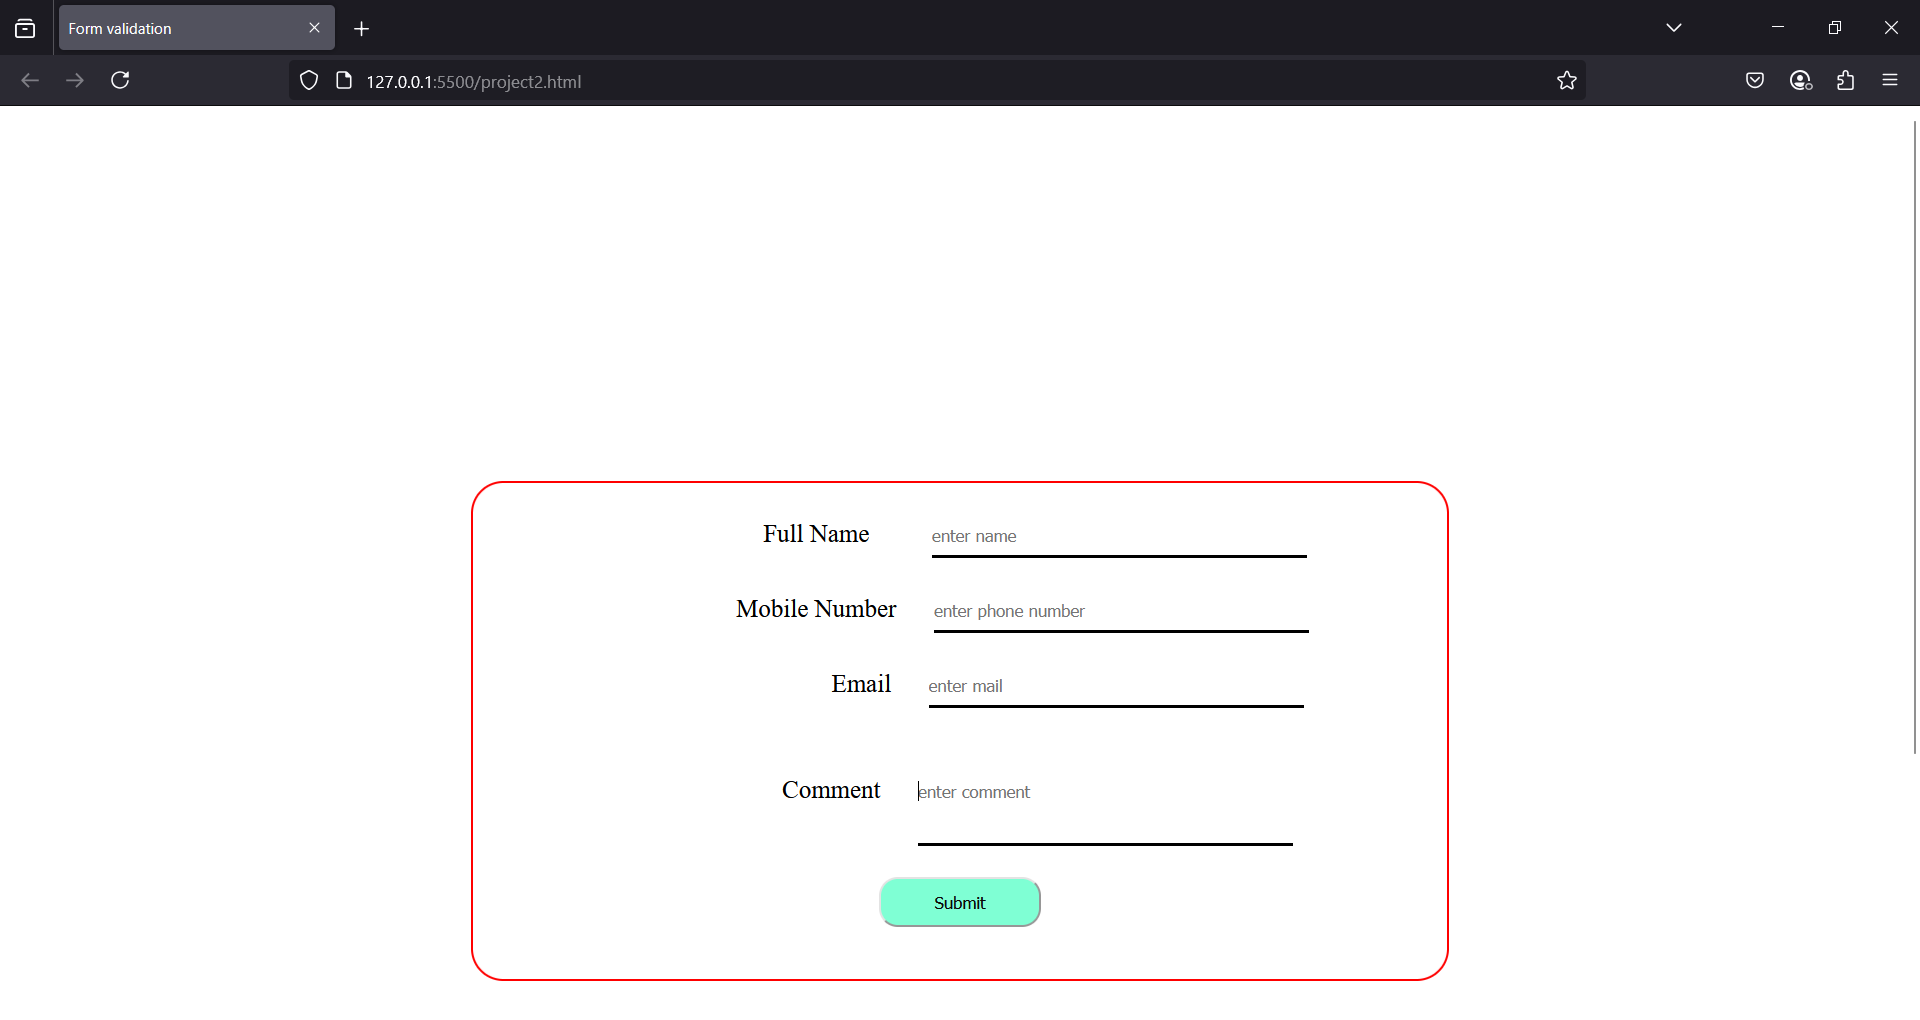 Form validation
127.0.0.1:5500/project2.html
Full Name enter name
Mobile Number enter phone number
Email enter mail
Comment enter comment
Submit